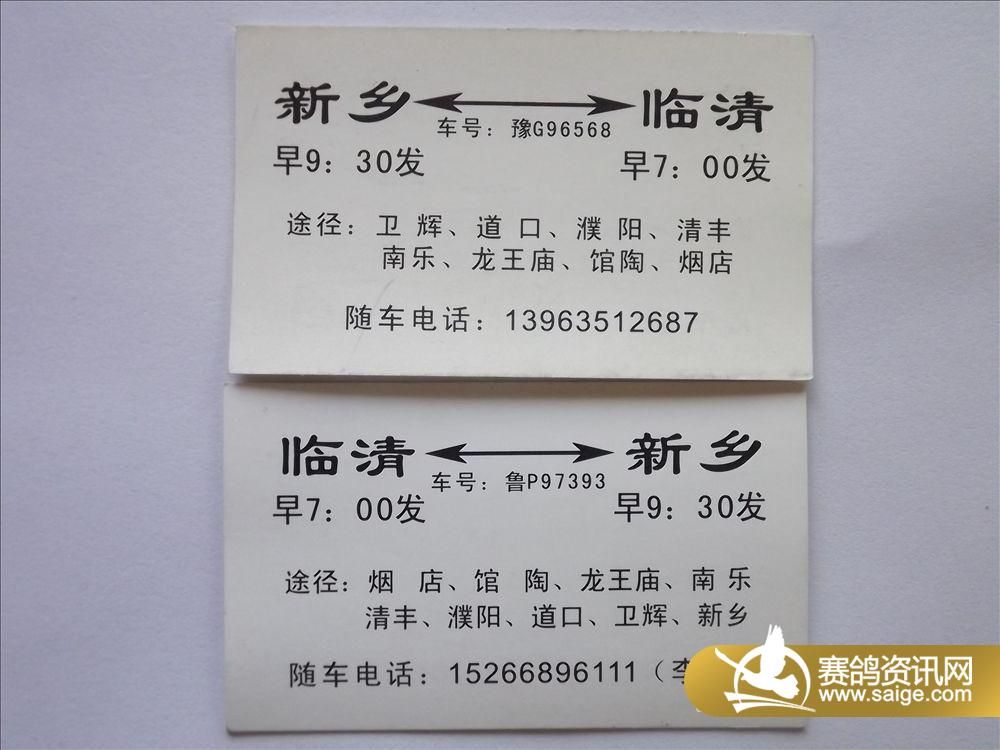 新乡 临清
车号：豫G96568
早9：30发 早7：00发
途径：卫辉、道口、濮阳、清丰
南乐、龙王庙、馆陶、烟店
随车电话：13963512687
临清 新乡
车号：鲁P97393
早7：00发 早9：30发
途径：烟店、馆陶、龙王庙、南乐
清丰、濮阳、道口、卫辉、新乡
随车电话：15266896111（李
赛鸽资讯网
www.saige.com